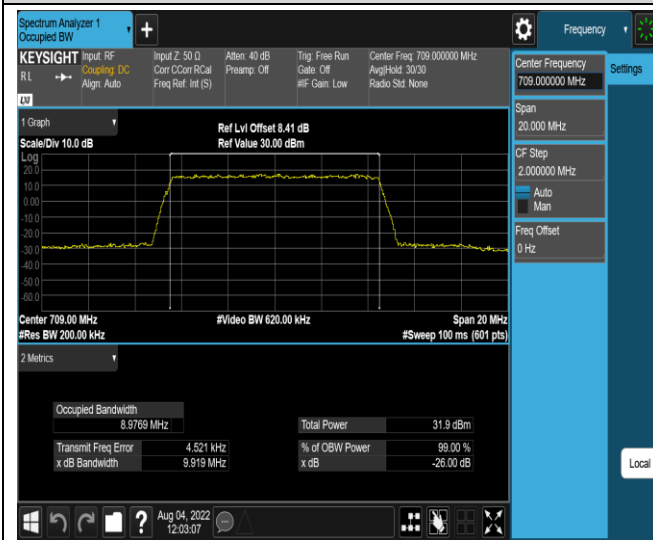 Spectrum Analyzer 1
Occupied BW
+
Frequency
KEYSIGHT
RL
LXI
Input: RF
Coupling: DC
Align: Auto
Input Z: 50 Ω
Corr CCorr RCal
Freq Ref: Int (S)
Atten: 40 dB
Preamp: Off
Trig: Free Run
Gate: Off
#IF Gain: Low
Center Freq: 709.000000 MHz
Avg|Hold: 30/30
Radio Std: None
Center Frequency
709.000000 MHz
Settings
Span
20.000 MHz
CF Step
2.000000 MHz
Auto
Man
Freq Offset
0 Hz
1 Graph
Scale/Div 10.0 dB
Ref Lvl Offset 8.41 dB
Ref Value 30.00 dBm
Log
20.0
10.0
0.00
-10.0
-20.0
-30.0
-40.0
-50.0
-60.0
Center 709.00 MHz
#Video BW 620.00 kHz
Span 20 MHz
#Res BW 200.00 kHz
#Sweep 100 ms (601 pts)
2 Metrics
Occupied Bandwidth
8.9769 MHz
Total Power 31.9 dBm
Transmit Freq Error 4.521 kHz
% of OBW Power 99.00 %
x dB Bandwidth 9.919 MHz
x dB -26.00 dB
Local
?
Aug 04, 2022
12:03:07